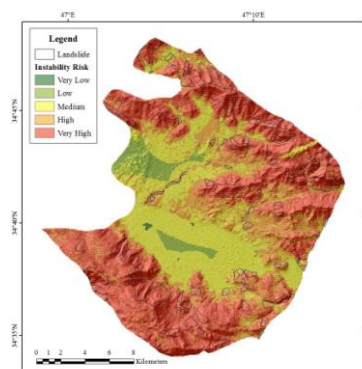 47°E
47°10'E
Legend
Landslide
Instability Risk
Very Low
Low
Medium
High
Very High
34°45'N
34°40'N
34°35'N
0 1 2 4 6 8
Kilometers